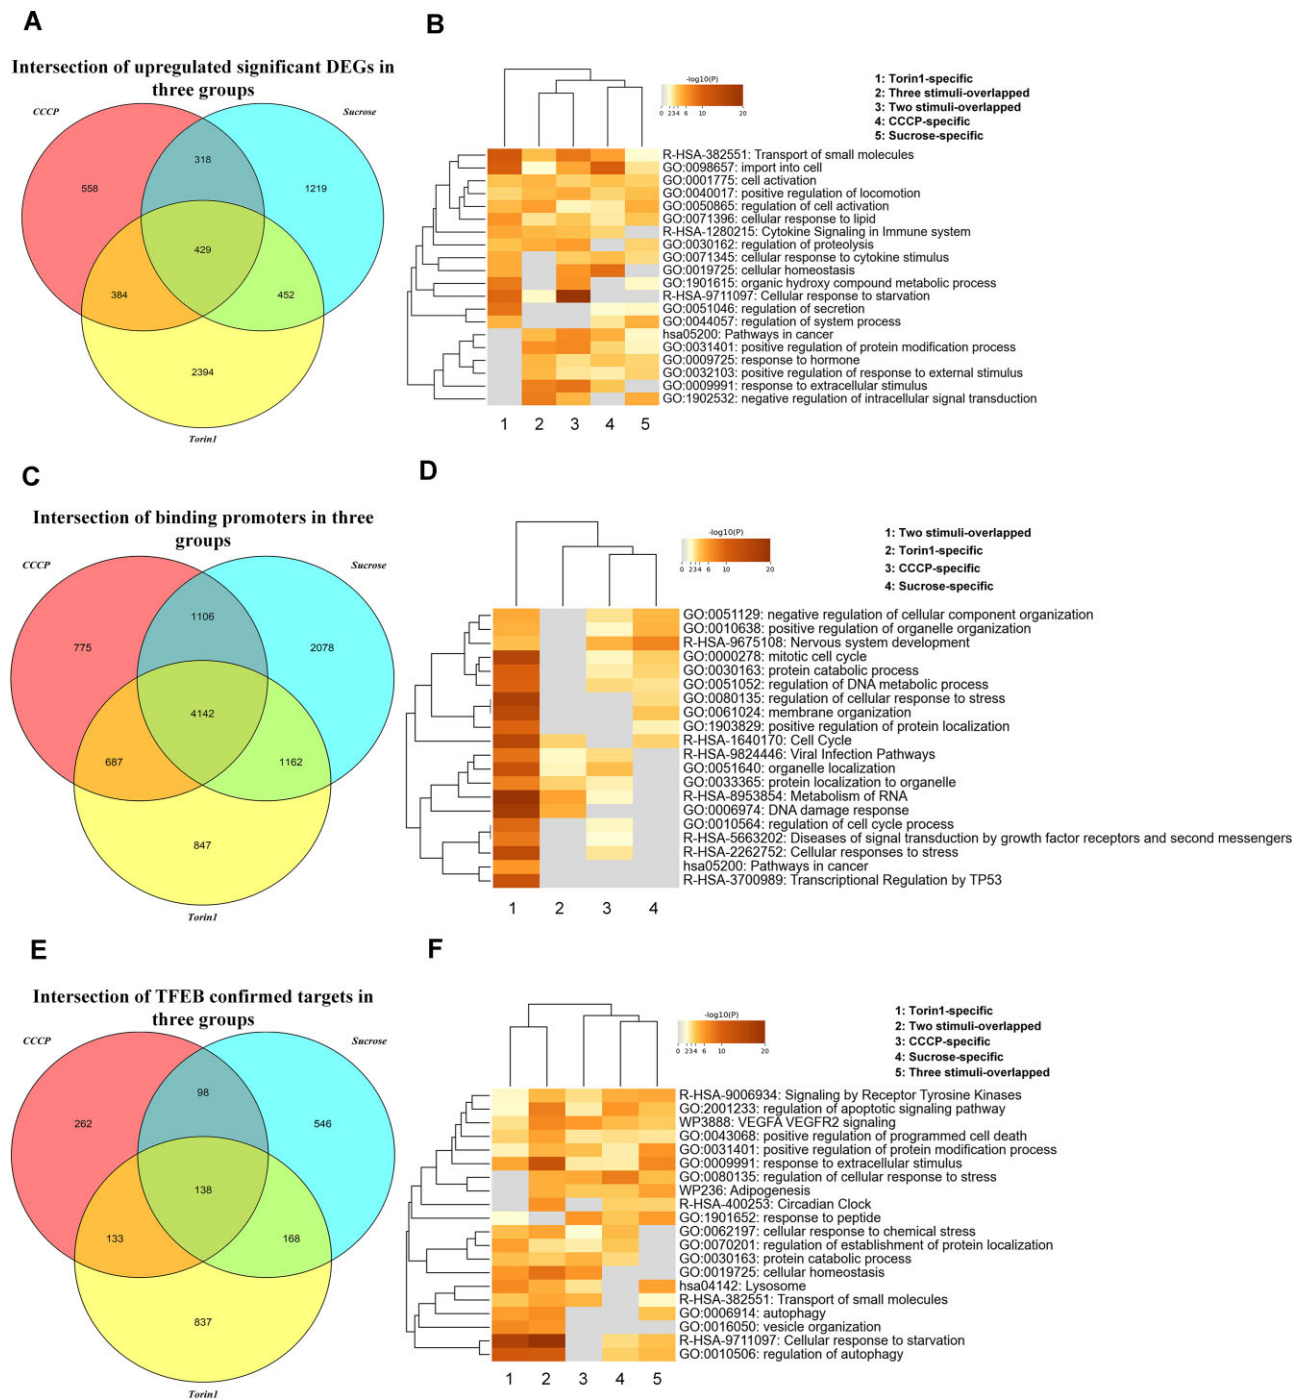 A
Intersection of upregulated significant DEGs in
three groups
CCCP
Sucrose
318
558
1219
429
384
452
2394
Torin1
B
-log10(P)
0 2 3 4 6 10 20
1: Torin1-specific
2: Three stimuli-overlapped
3: Two stimuli-overlapped
4: CCCP-specific
5: Sucrose-specific
R-HSA-382551: Transport of small molecules
GO:0098657: import into cell
GO:0001775: cell activation
GO:0040017: positive regulation of locomotion
GO:0050865: regulation of cell activation
GO:0071396: cellular response to lipid
R-HSA-1280215: Cytokine Signaling in Immune system
GO:0030162: regulation of proteolysis
GO:0071345: cellular response to cytokine stimulus
GO:0019725: cellular homeostasis
GO:1901615: organic hydroxy compound metabolic process
R-HSA-9711097: Cellular response to starvation
GO:0051046: regulation of secretion
GO:0044057: regulation of system process
hsa05200: Pathways in cancer
GO:0031401: positive regulation of protein modification process
GO:0009725: response to hormone
GO:0032103: positive regulation of response to external stimulus
GO:0009991: response to extracellular stimulus
GO:1902532: negative regulation of intracellular signal transduction
1 2 3 4 5
C
Intersection of binding promoters in three
groups
CCCP
Sucrose
1106
775
2078
4142
687
1162
847
Torin1
D
-log10(P)
0 2 3 4 6 10 20
1: Two stimuli-overlapped
2: Torin1-specific
3: CCCP-specific
4: Sucrose-specific
GO:0051129: negative regulation of cellular component organization
GO:0010638: positive regulation of organelle organization
R-HSA-9675108: Nervous system development
GO:0000278: mitotic cell cycle
GO:0030163: protein catabolic process
GO:0051052: regulation of DNA metabolic process
GO:0080135: regulation of cellular response to stress
GO:0061024: membrane organization
GO:1903829: positive regulation of protein localization
R-HSA-1640170: Cell Cycle
R-HSA-9824446: Viral Infection Pathways
GO:0051640: organelle localization
GO:0033365: protein localization to organelle
R-HSA-8953854: Metabolism of RNA
GO:0006974: DNA damage response
GO:0010564: regulation of cell cycle process
R-HSA-5663202: Diseases of signal transduction by growth factor receptors and second messengers
R-HSA-2262752: Cellular responses to stress
hsa05200: Pathways in cancer
R-HSA-3700989: Transcriptional Regulation by TP53
1 2 3 4
E
Intersection of TFEB confirmed targets in
three groups
CCCP
Sucrose
98
262
546
138
133
168
837
Torin1
F
-log10(P)
0 2 3 4 6 10 20
1: Torin1-specific
2: Two stimuli-overlapped
3: CCCP-specific
4: Sucrose-specific
5: Three stimuli-overlapped
R-HSA-9006934: Signaling by Receptor Tyrosine Kinases
GO:2001233: regulation of apoptotic signaling pathway
WP3888: VEGFA VEGFR2 signaling
GO:0043068: positive regulation of programmed cell death
GO:0031401: positive regulation of protein modification process
GO:0009991: response to extracellular stimulus
GO:0080135: regulation of cellular response to stress
WP236: Adipogenesis
R-HSA-400253: Circadian Clock
GO:1901652: response to peptide
GO:0062197: cellular response to chemical stress
GO:0070201: regulation of establishment of protein localization
GO:0030163: protein catabolic process
GO:0019725: cellular homeostasis
hsa04142: Lysosome
R-HSA-382551: Transport of small molecules
GO:0006914: autophagy
GO:0016050: vesicle organization
R-HSA-9711097: Cellular response to starvation
GO:0010506: regulation of autophagy
1 2 3 4 5